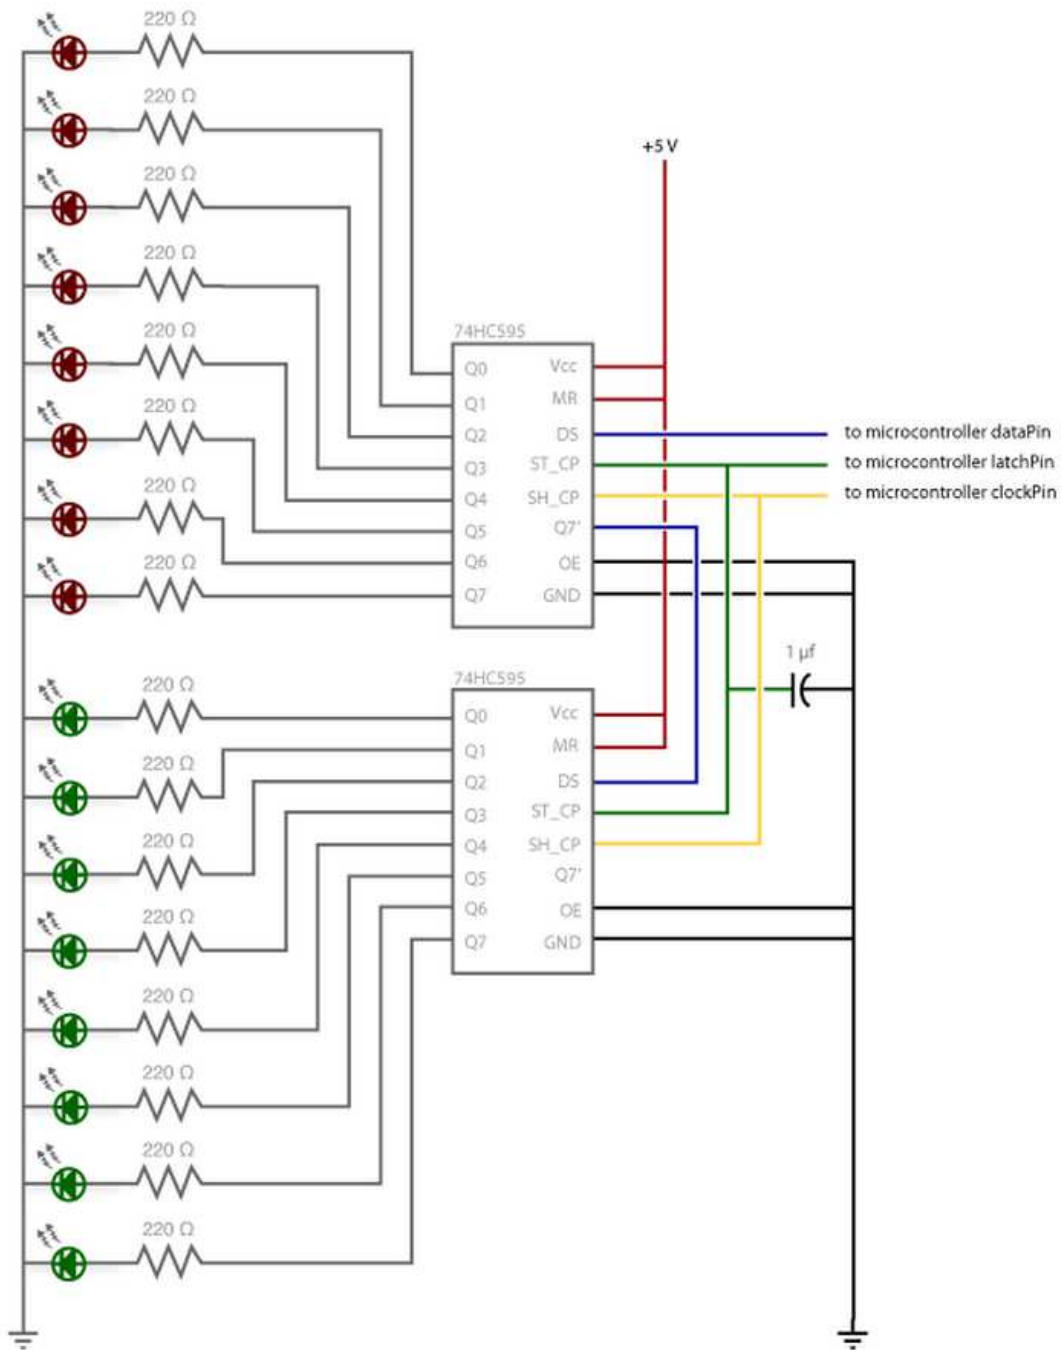 220 Ω
220 Ω
220 Ω
220 Ω
220 Ω
220 Ω
220 Ω
220 Ω
+5 V
74HC595
Q0 Vcc
Q1 MR
Q2 DS
Q3 ST_CP
Q4 SH_CP
Q5 Q7'
Q6 OE
Q7 GND
to microcontroller dataPin
to microcontroller latchPin
to microcontroller clockPin
1 µf
74HC595
Q0 Vcc
Q1 MR
Q2 DS
Q3 ST_CP
Q4 SH_CP
Q5 Q7'
Q6 OE
Q7 GND
220 Ω
220 Ω
220 Ω
220 Ω
220 Ω
220 Ω
220 Ω
220 Ω